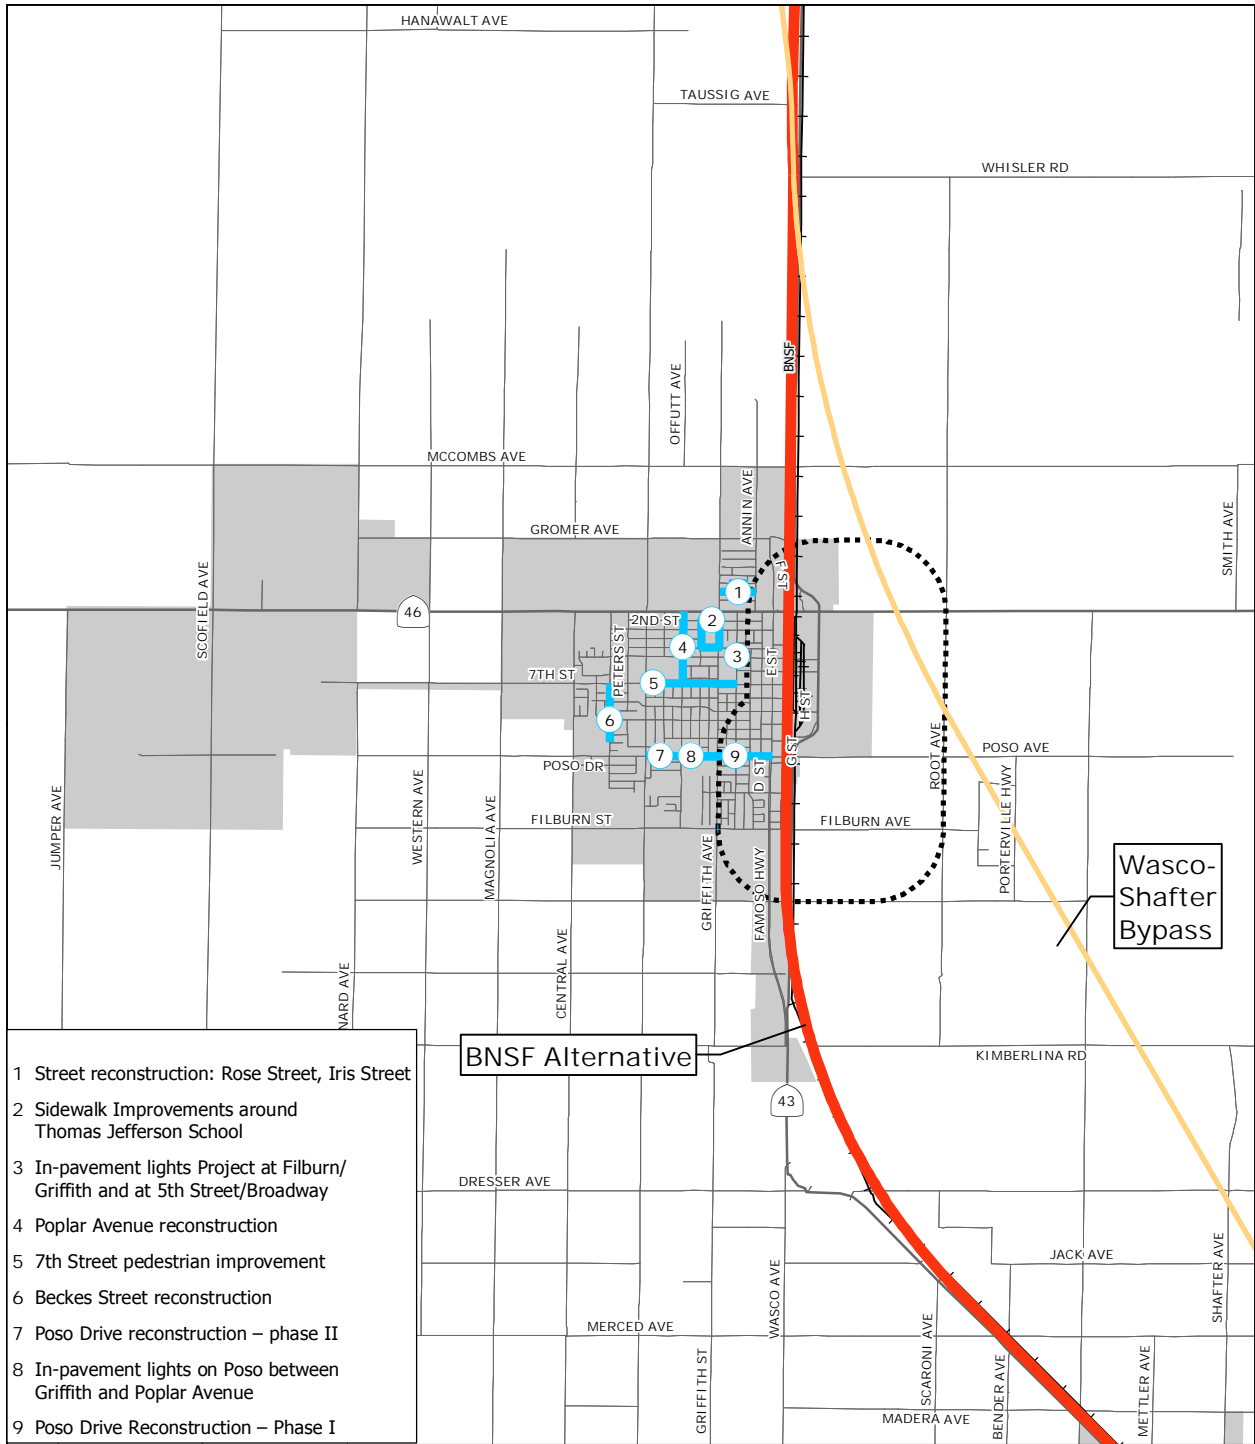 HANAWALT AVE
TAUSSIG AVE
WHISLER RD
BNSF
OFFUTT AVE
MCCOMBS AVE
ANNIN AVE
SMITH AVE
GROMER AVE
SCOFIELD AVE
F ST
1
46
2ND ST
2
PETERS ST
4
3
E ST
7TH ST
5
H ST
6
ROOT AVE
G ST
POSO AVE
7
8
9
POSO DR
D ST
PORTERVILLE HWY
JUMPER AVE
WESTERN AVE
MAGNOLIA AVE
FILBURN ST
FILBURN AVE
GRIFFITH AVE
FAMOSO HWY
Wasco-
Shafter
Bypass
CENTRAL AVE
NARD AVE
BNSF Alternative
KIMBERLINA RD
43
DRESSER AVE
JACK AVE
SHAFTER AVE
WASCO AVE
MERCED AVE
SCARONI AVE
GRIFFITH ST
BENDER AVE
METTLER AVE
MADERA AVE
1 Street reconstruction: Rose Street, Iris Street
2 Sidewalk Improvements around
Thomas Jefferson School
3 In-pavement lights Project at Filburn/
Griffith and at 5th Street/Broadway
4 Poplar Avenue reconstruction
5 7th Street pedestrian improvement
6 Beckes Street reconstruction
7 Poso Drive reconstruction – phase II
8 In-pavement lights on Poso between
Griffith and Poplar Avenue
9 Poso Drive Reconstruction – Phase I